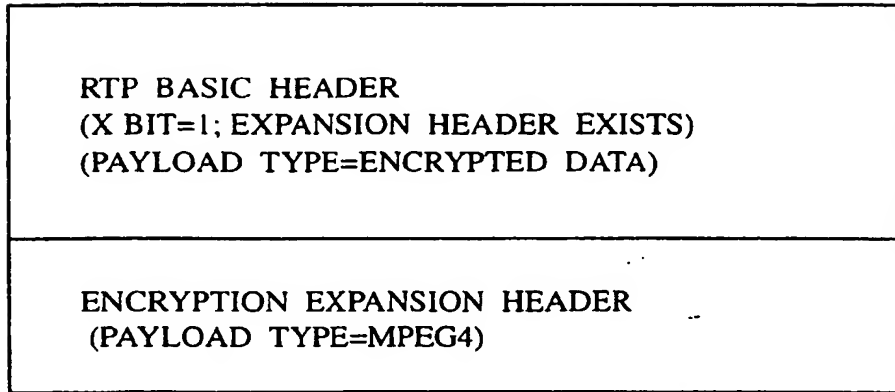 RTP BASIC HEADER
(X BIT=1; EXPANSION HEADER EXISTS)
(PAYLOAD TYPE=ENCRYPTED DATA)
ENCRYPTION EXPANSION HEADER
(PAYLOAD TYPE=MPEG4)